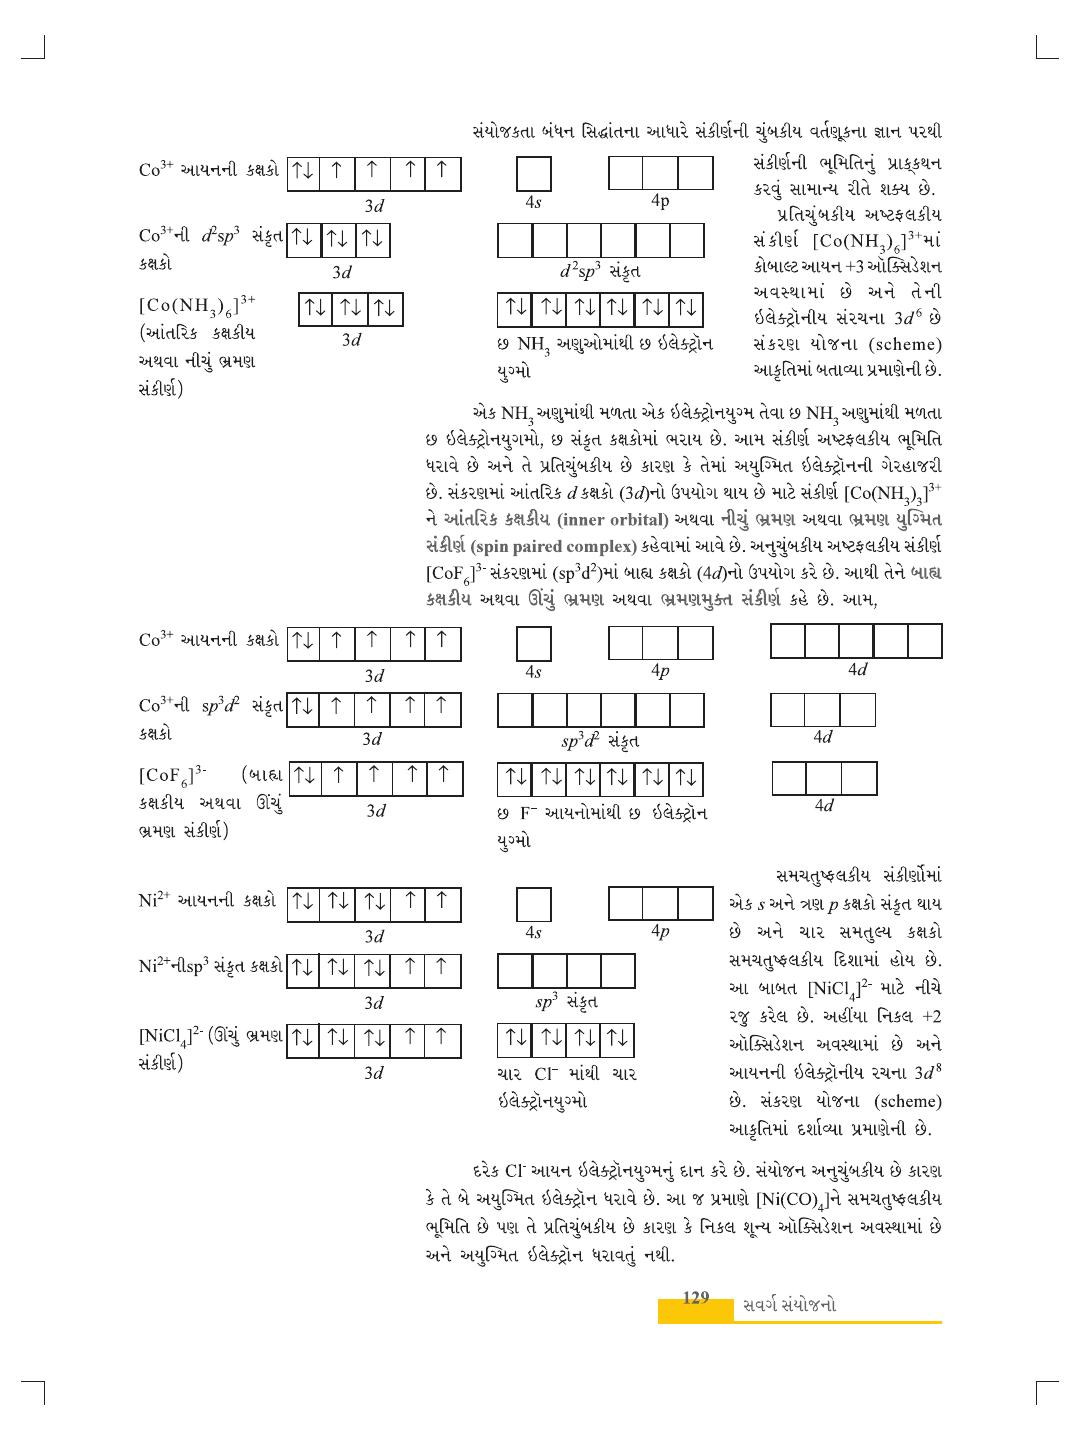 સંયોજકતા બંધન સિદ્ધાંતના આધારે સંકીર્ણની ચુંબકીય વર્તણૂકના જ્ઞાન પરથી
સંકીર્ણની ભૂમિતિનું પ્રાક્કથન
કરવું સામાન્ય રીતે શક્ય છે.
પ્રતિચુંબકીય અષ્ટફલકીય
સંકીર્ણ [Co(NH₃)₆]³⁺માં
કોબાલ્ટ આયન +3 ઑક્સિડેશન
અવસ્થામાં છે અને તેની
ઇલેક્ટ્રૉનીય સંરચના 3d⁶ છે
સંકરણ યોજના (scheme)
આકૃતિમાં બતાવ્યા પ્રમાણેની છે.
Co³⁺ આયનની કક્ષકો ↑↓ ↑ ↑ ↑ ↑
3d 4s 4p
Co³⁺ની d²sp³ સંકૃત ↑↓ ↑↓ ↑↓
કક્ષકો
3d d²sp³ સંકૃત
[Co(NH₃)₆]³⁺ ↑↓ ↑↓ ↑↓ ↑↓ ↑↓ ↑↓ ↑↓ ↑↓ ↑↓
(આંતરિક કક્ષકીય
અથવા નીચું ભ્રમણ
સંકીર્ણ)
3d છ NH₃ અણુઓમાંથી છ ઇલેક્ટ્રૉન
યુગ્મો
એક NH₃ અણુમાંથી મળતા એક ઇલેક્ટ્રોનયુગ્મ તેવા છ NH₃ અણુમાંથી મળતા
છ ઇલેક્ટ્રોનયુગમો, છ સંકૃત કક્ષકોમાં ભરાય છે. આમ સંકીર્ણ અષ્ટફલકીય ભૂમિતિ
ધરાવે છે અને તે પ્રતિચુંબકીય છે કારણ કે તેમાં અયુગ્મિત ઇલેક્ટ્રૉનની ગેરહાજરી
છે. સંકરણમાં આંતરિક d કક્ષકો (3d)નો ઉપયોગ થાય છે માટે સંકીર્ણ [Co(NH₃)₃]³⁺
ને આંતરિક કક્ષકીય (inner orbital) અથવા નીચું ભ્રમણ અથવા ભ્રમણ યુગ્મિત
સંકીર્ણ (spin paired complex) કહેવામાં આવે છે. અનુચુંબકીય અષ્ટફલકીય સંકીર્ણ
[CoF₆]³⁻ સંકરણમાં (sp³d²)માં બાહ્ય કક્ષકો (4d)નો ઉપયોગ કરે છે. આથી તેને બાહ્ય
કક્ષકીય અથવા ઊંચું ભ્રમણ અથવા ભ્રમણમુક્ત સંકીર્ણ કહે છે. આમ,
Co³⁺ આયનની કક્ષકો ↑↓ ↑ ↑ ↑ ↑
3d 4s 4p 4d
Co³⁺ની sp³d² સંકૃત ↑↓ ↑ ↑ ↑ ↑
કક્ષકો
3d sp³d² સંકૃત 4d
[CoF₆]³⁻ (બાહ્ય ↑↓ ↑ ↑ ↑ ↑ ↑↓ ↑↓ ↑↓ ↑↓ ↑↓ ↑↓
કક્ષકીય અથવા ઊંચું
ભ્રમણ સંકીર્ણ)
3d છ F⁻ આયનોમાંથી છ ઇલેક્ટ્રૉન 4d
યુગ્મો
Ni²⁺ આયનની કક્ષકો ↑↓ ↑↓ ↑↓ ↑ ↑
3d 4s 4p
Ni²⁺નીsp³ સંકૃત કક્ષકો ↑↓ ↑↓ ↑↓ ↑ ↑
3d sp³ સંકૃત
[NiCl₄]²⁻ (ઊંચું ભ્રમણ ↑↓ ↑↓ ↑↓ ↑ ↑ ↑↓ ↑↓ ↑↓ ↑↓
સંકીર્ણ)
3d ચાર Cl⁻ માંથી ચાર
ઇલેક્ટ્રૉનયુગ્મો
સમચતુષ્ફલકીય સંકીર્ણોમાં
એક s અને ત્રણ p કક્ષકો સંકૃત થાય
છે અને ચાર સમતુલ્ય કક્ષકો
સમચતુષ્ફલકીય દિશામાં હોય છે.
આ બાબત [NiCl₄]²⁻ માટે નીચે
રજુ કરેલ છે. અહીંયા નિકલ +2
ઑક્સિડેશન અવસ્થામાં છે અને
આયનની ઇલેક્ટ્રૉનીય રચના 3d⁸
છે. સંકરણ યોજના (scheme)
આકૃતિમાં દર્શાવ્યા પ્રમાણેની છે.
દરેક Cl⁻ આયન ઇલેક્ટ્રૉનયુગ્મનું દાન કરે છે. સંયોજન અનુચુંબકીય છે કારણ
કે તે બે અયુગ્મિત ઇલેક્ટ્રૉન ધરાવે છે. આ જ પ્રમાણે [Ni(CO)₄]ને સમચતુષ્ફલકીય
ભૂમિતિ છે પણ તે પ્રતિચુંબકીય છે કારણ કે નિકલ શૂન્ય ઑક્સિડેશન અવસ્થામાં છે
અને અયુગ્મિત ઇલેક્ટ્રૉન ધરાવતું નથી.
129 સવર્ગ સંયોજનો